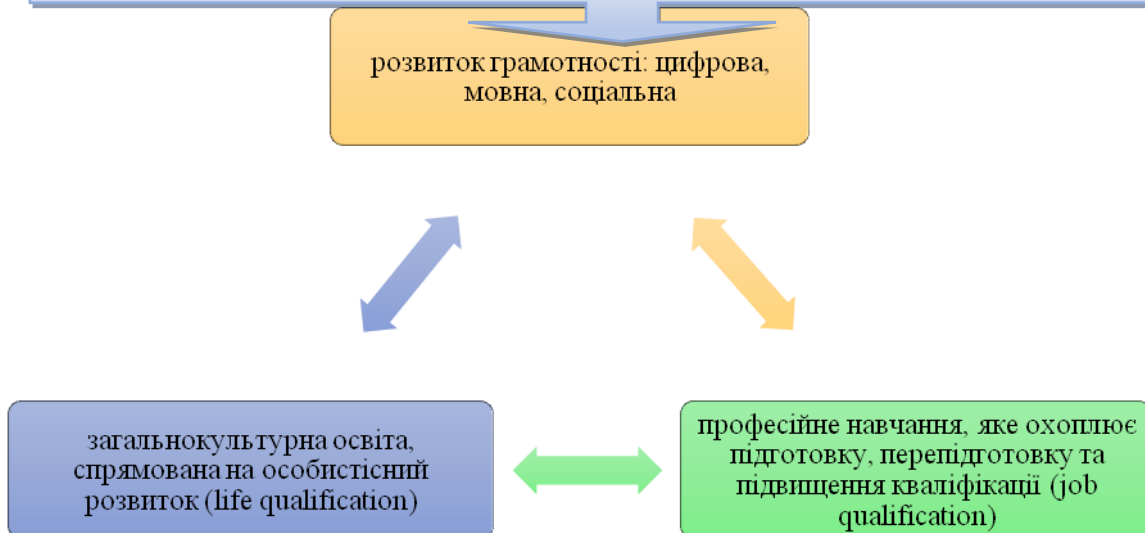 розвиток грамотності: цифрова,
мовна, соціальна
загальнокультурна освіта,
спрямована на особистісний
розвиток (life qualification)
професійне навчання, яке охоплює
підготовку, перепідготовку та
підвищення кваліфікації (job
qualification)